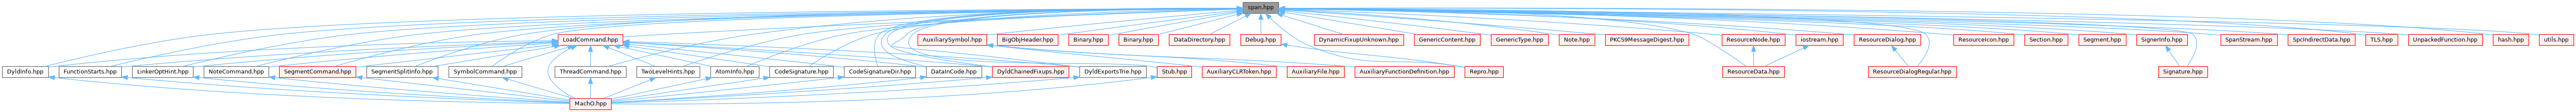 span.hpp
LoadCommand.hpp
AuxiliarySymbol.hpp
BigObjHeader.hpp
Binary.hpp
Binary.hpp
DataDirectory.hpp
Debug.hpp
DynamicFixupUnknown.hpp
GenericContent.hpp
GenericType.hpp
Note.hpp
PKCS9MessageDigest.hpp
ResourceNode.hpp
iostream.hpp
ResourceDialog.hpp
ResourceIcon.hpp
Section.hpp
Segment.hpp
SignerInfo.hpp
SpanStream.hpp
SpcIndirectData.hpp
TLS.hpp
UnpackedFunction.hpp
hash.hpp
utils.hpp
DyldInfo.hpp
FunctionStarts.hpp
LinkerOptHint.hpp
NoteCommand.hpp
SegmentCommand.hpp
SegmentSplitInfo.hpp
SymbolCommand.hpp
ThreadCommand.hpp
TwoLevelHints.hpp
AtomInfo.hpp
CodeSignature.hpp
CodeSignatureDir.hpp
DataInCode.hpp
DyldChainedFixups.hpp
DyldExportsTrie.hpp
Stub.hpp
AuxiliaryCLRToken.hpp
AuxiliaryFile.hpp
AuxiliaryFunctionDefinition.hpp
Repro.hpp
ResourceData.hpp
ResourceDialogRegular.hpp
Signature.hpp
MachO.hpp